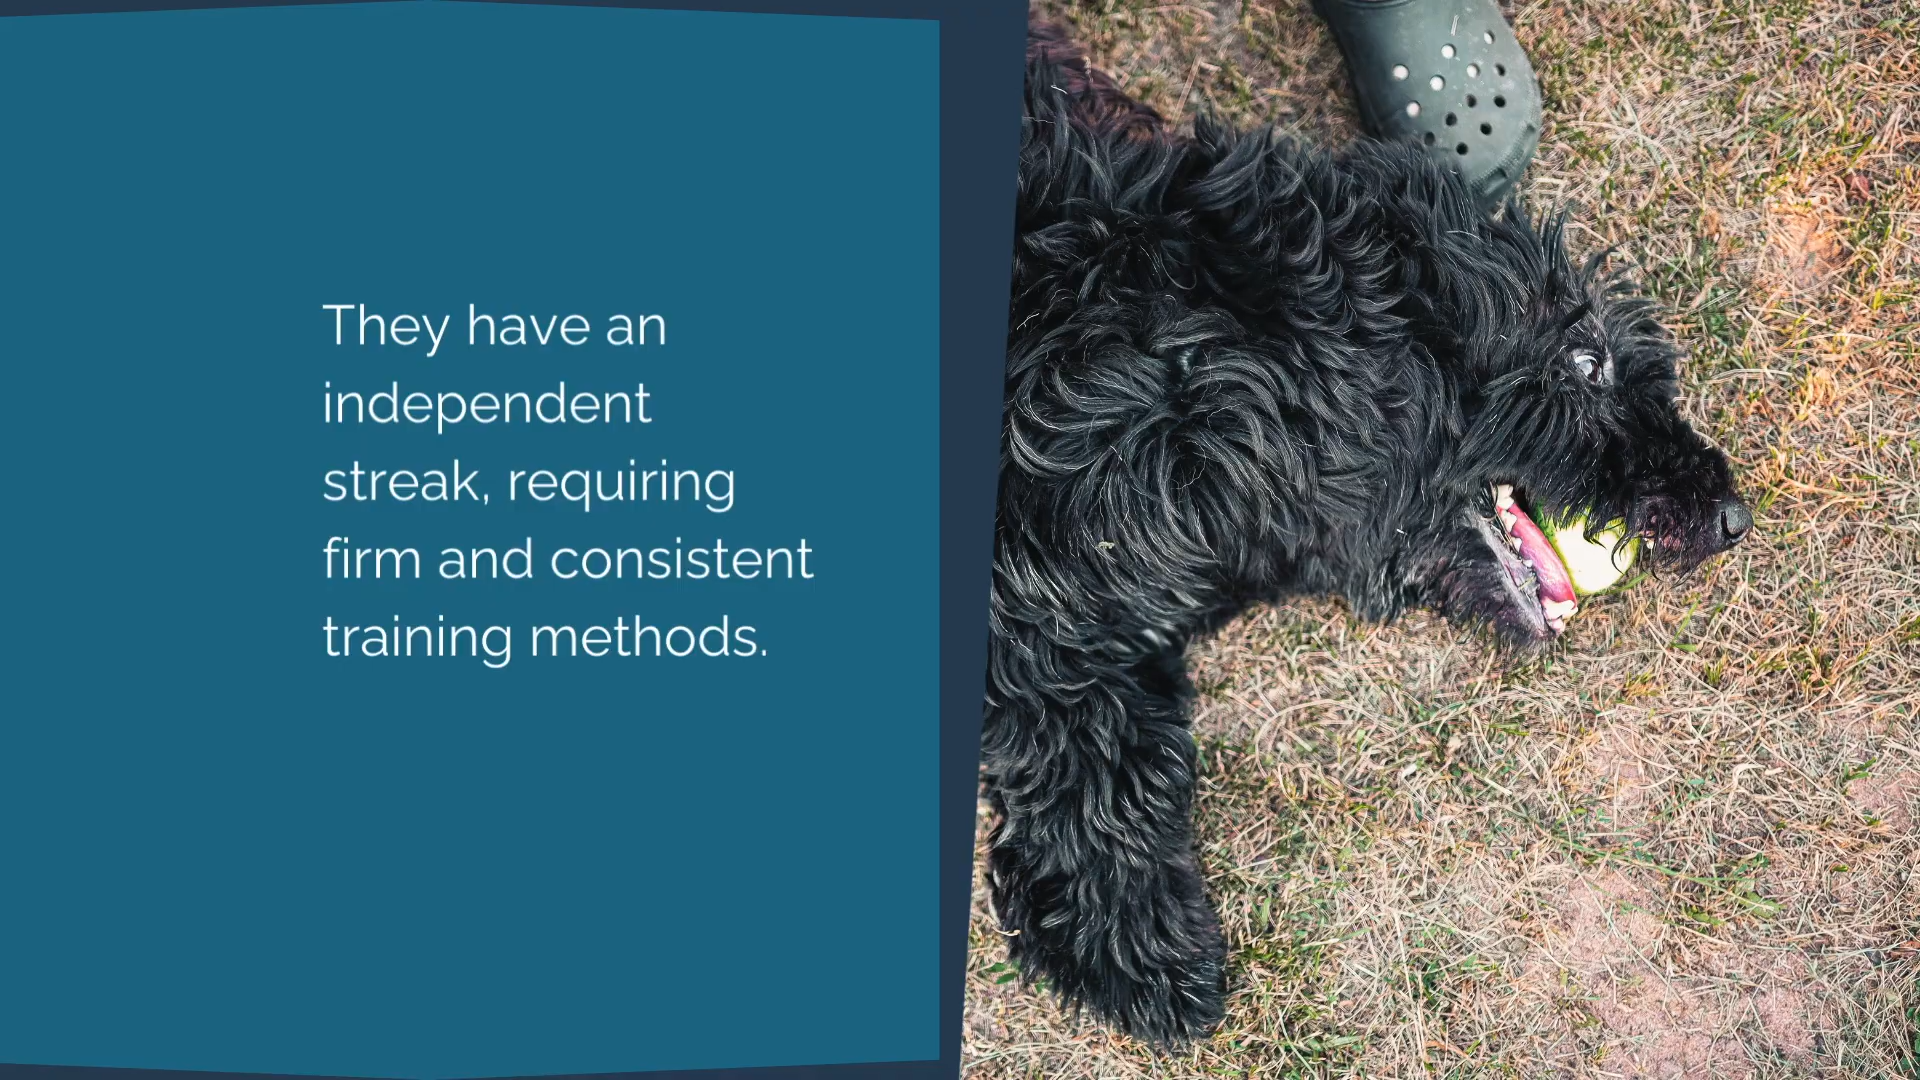 They have an
independent
streak, requiring
firm and consistent
training methods.